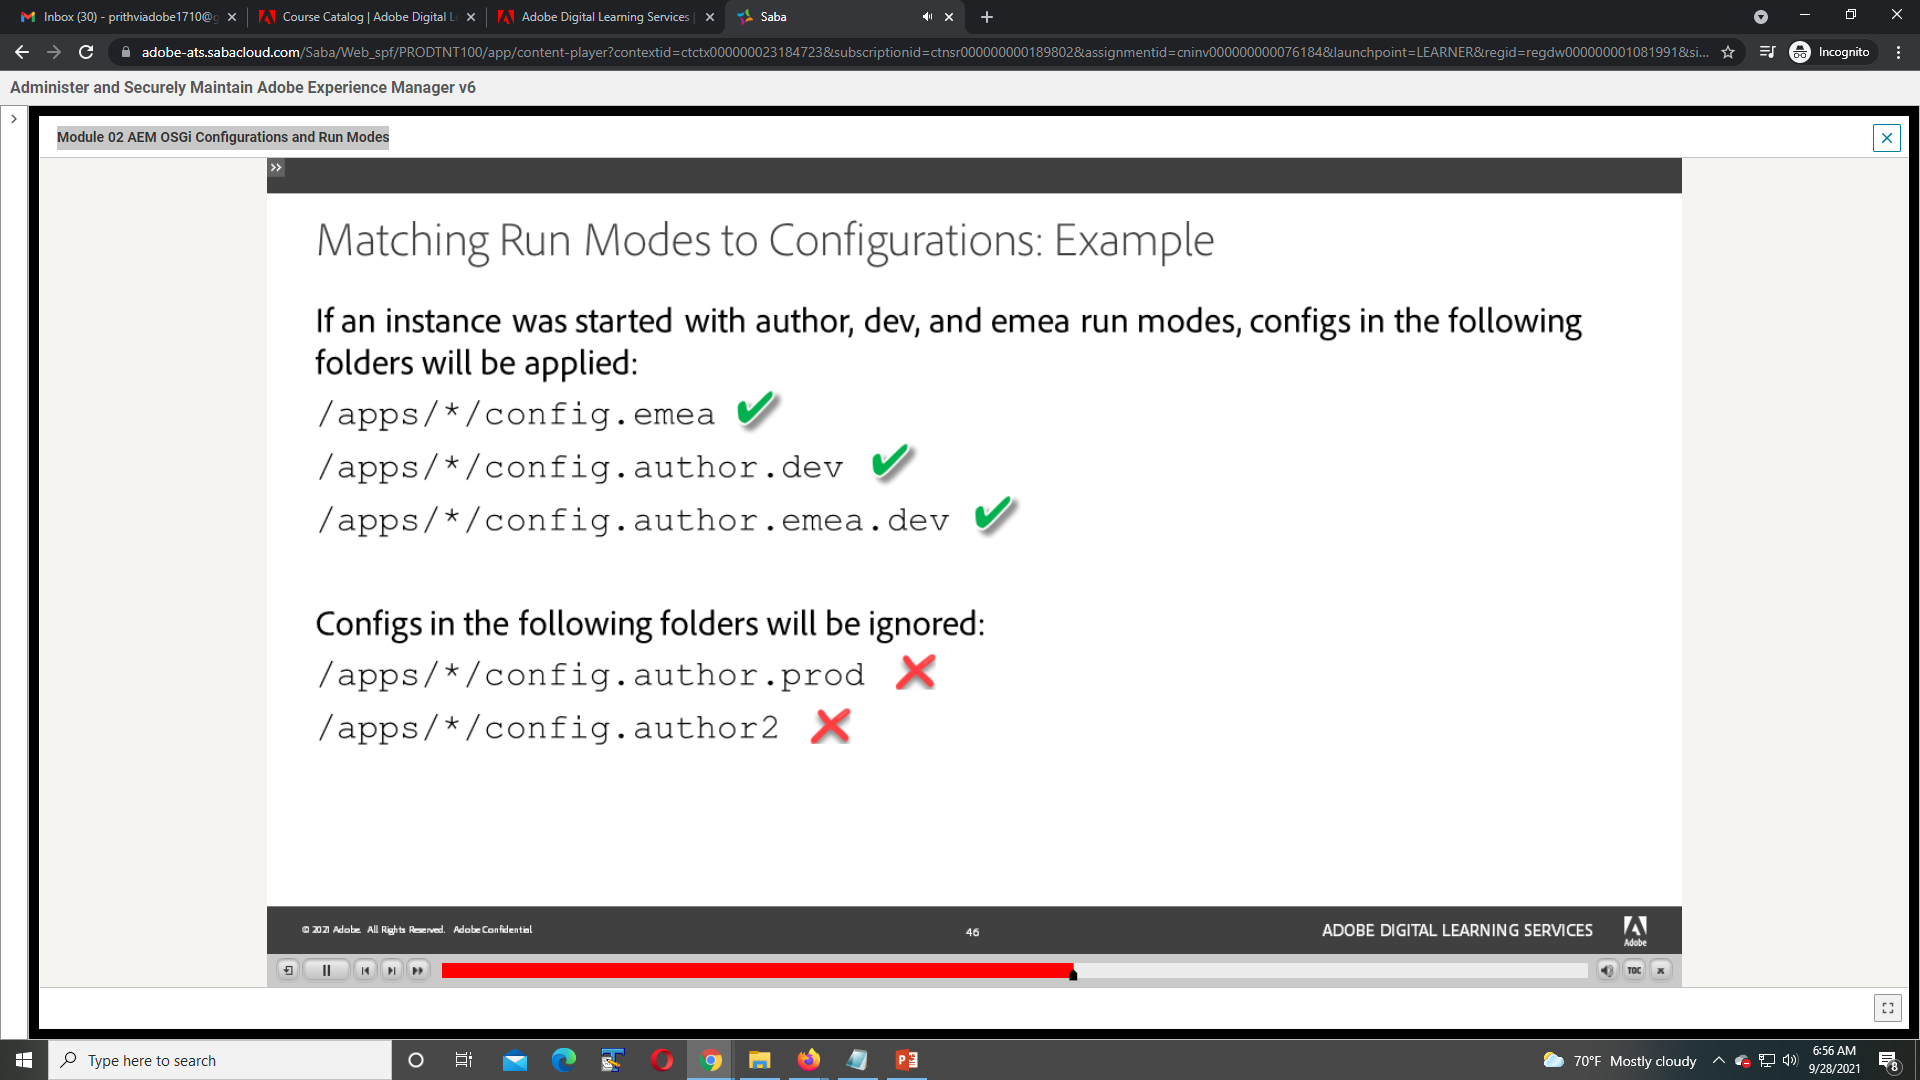 Inbox (30) - prithviadobe1710@g
Course Catalog | Adobe Digital L
Adobe Digital Learning Services |
Saba
adobe-ats.sabacloud.com/Saba/Web_spf/PRODTNT100/app/content-player?contextid=ctctx000000023184723&subscriptionid=ctnsr0000000000189802&assignmentid=cninv000000000076184&launchpoint=LEARNER&regid=regdw000000001081991&si...
Incognito
Administer and Securely Maintain Adobe Experience Manager v6
Module 02 AEM OSGi Configurations and Run Modes
Matching Run Modes to Configurations: Example
If an instance was started with author, dev, and emea run modes, configs in the following
folders will be applied:
/apps/*/config.emea
/apps/*/config.author.dev
/apps/*/config.author.emea.dev
Configs in the following folders will be ignored:
/apps/*/config.author.prod
/apps/*/config.author2
© 2021 Adobe. All Rights Reserved. Adobe Confidential
46
ADOBE DIGITAL LEARNING SERVICES
Adobe
TOC
Type here to search
70°F Mostly cloudy
6:56 AM
9/28/2021
8